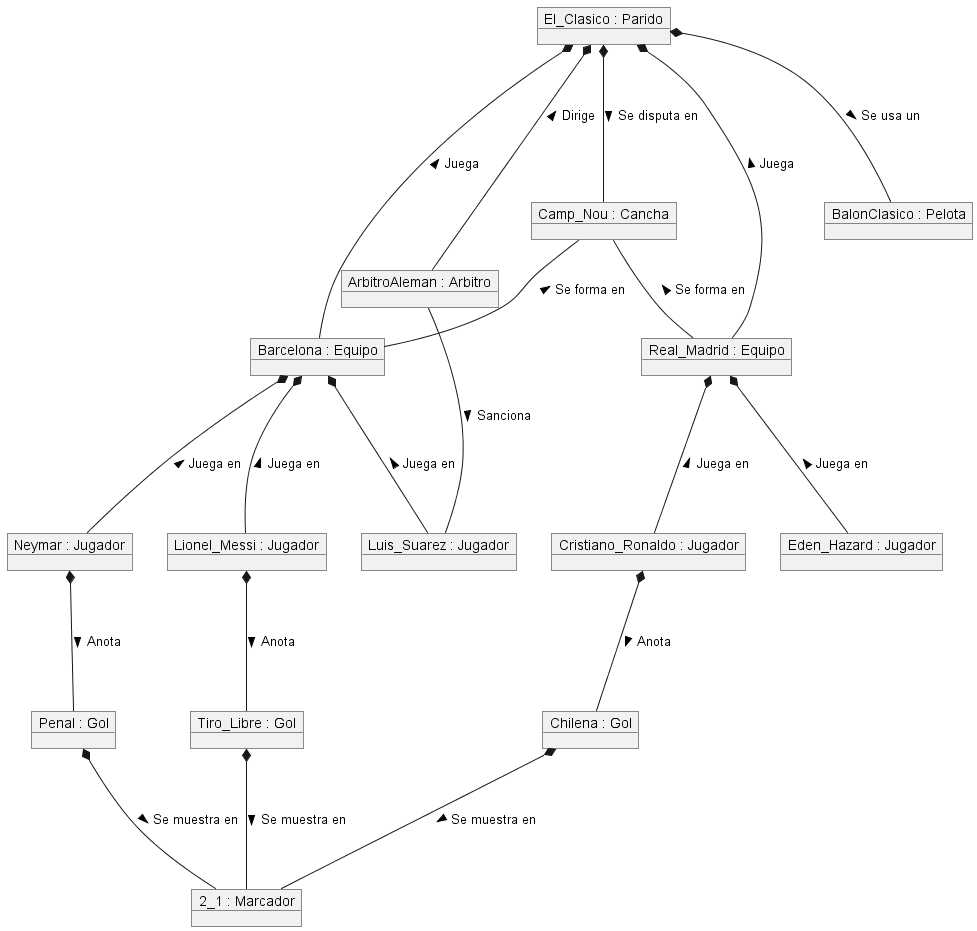 El_Clasico : Parido
Dirige
Se disputa en
Se usa un
Juega
Juega
Camp_Nou : Cancha
BalonClasico : Pelota
ArbitroAleman : Arbitro
Se forma en
Se forma en
Barcelona : Equipo
Real_Madrid : Equipo
Sanciona
Juega en
Juega en
Juega en
Juega en
Juega en
Neymar : Jugador
Lionel_Messi : Jugador
Luis_Suarez : Jugador
Cristiano_Ronaldo : Jugador
Eden_Hazard : Jugador
Anota
Anota
Anota
Penal : Gol
Tiro_Libre : Gol
Chilena : Gol
Se muestra en
Se muestra en
Se muestra en
2_1 : Marcador